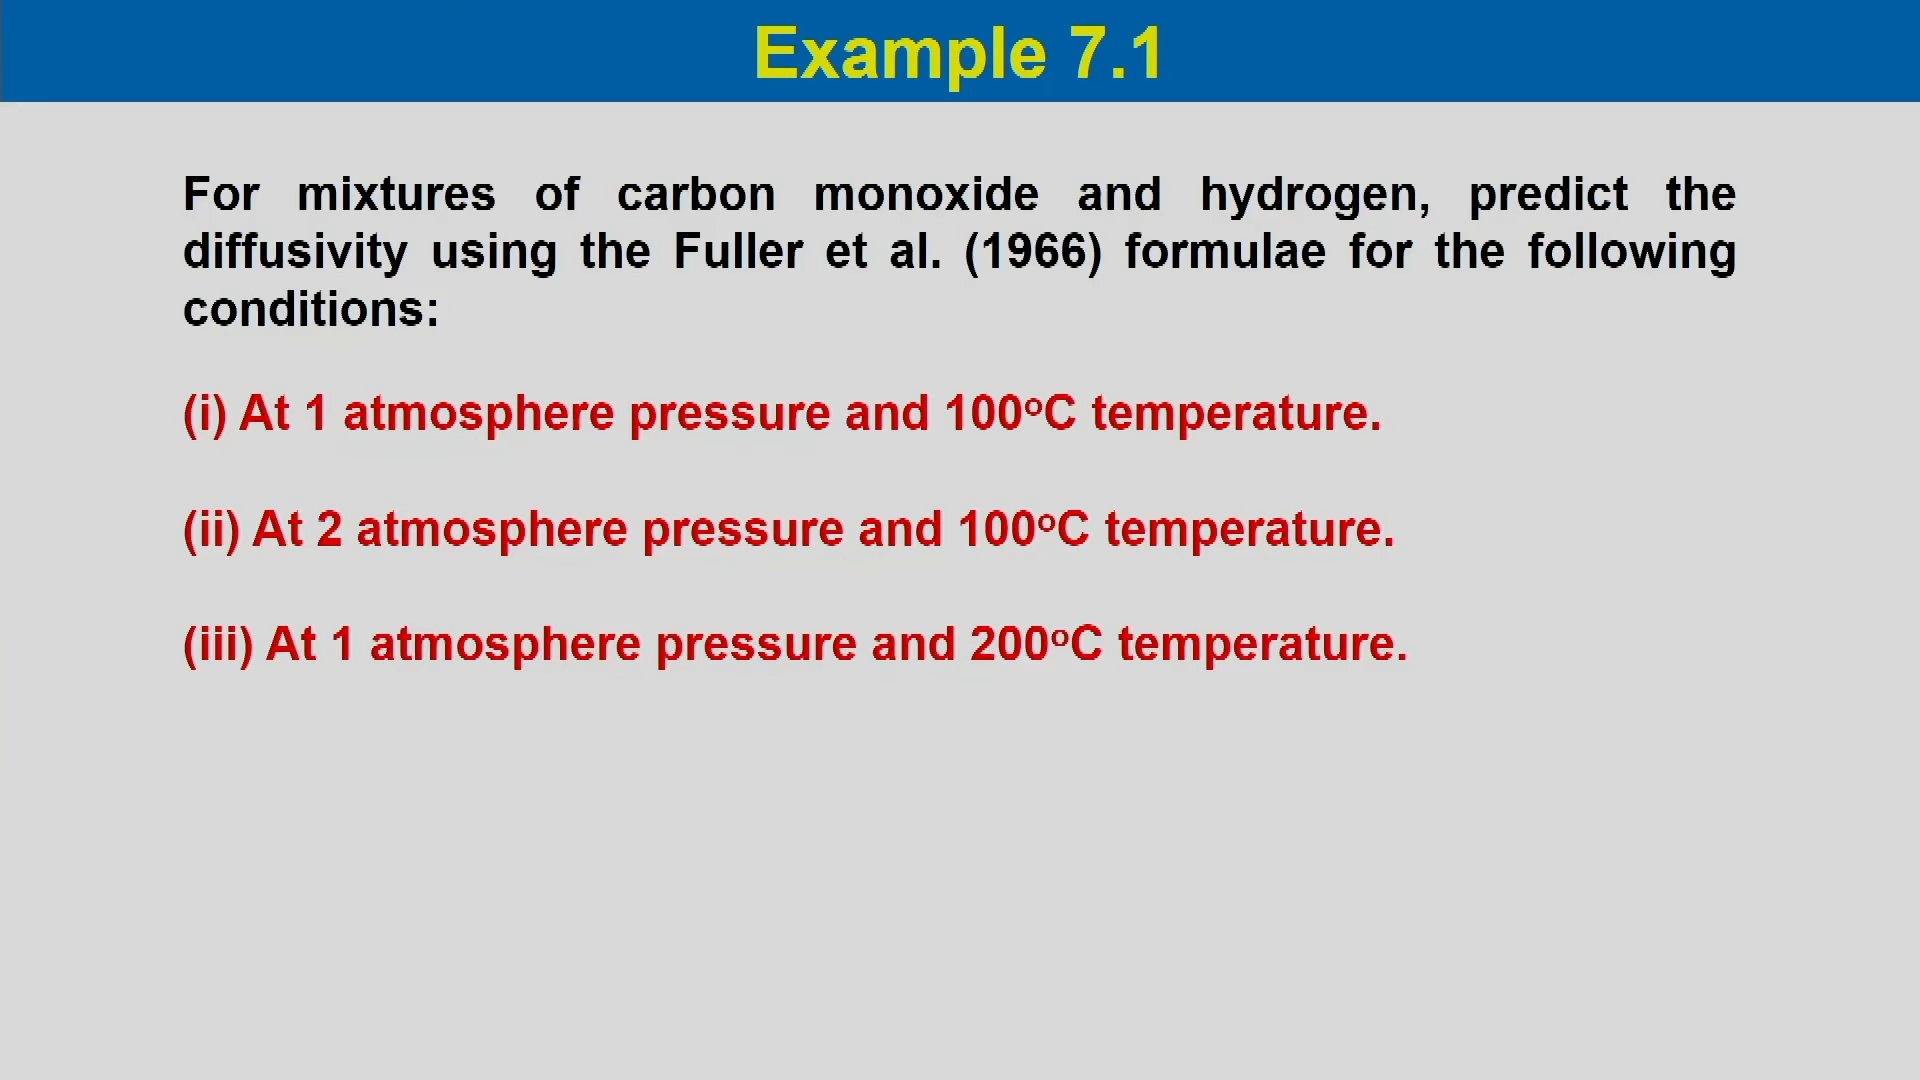 Example 7.1
For mixtures of carbon monoxide and hydrogen, predict the
diffusivity using the Fuller et al. (1966) formulae for the following
conditions:
(i) At 1 atmosphere pressure and 100ᵒC temperature.
(ii) At 2 atmosphere pressure and 100ᵒC temperature.
(iii) At 1 atmosphere pressure and 200ᵒC temperature.